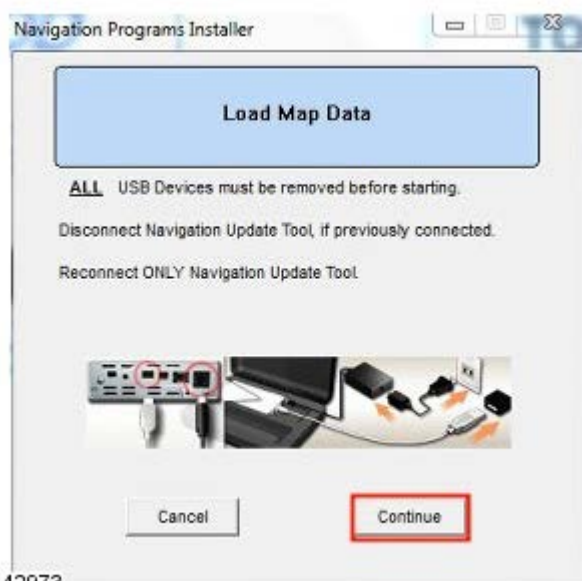 Navigation Programs Installer
Load Map Data
ALL USB Devices must be removed before starting.
Disconnect Navigation Update Tool, if previously connected.
Reconnect ONLY Navigation Update Tool.
Cancel
Continue